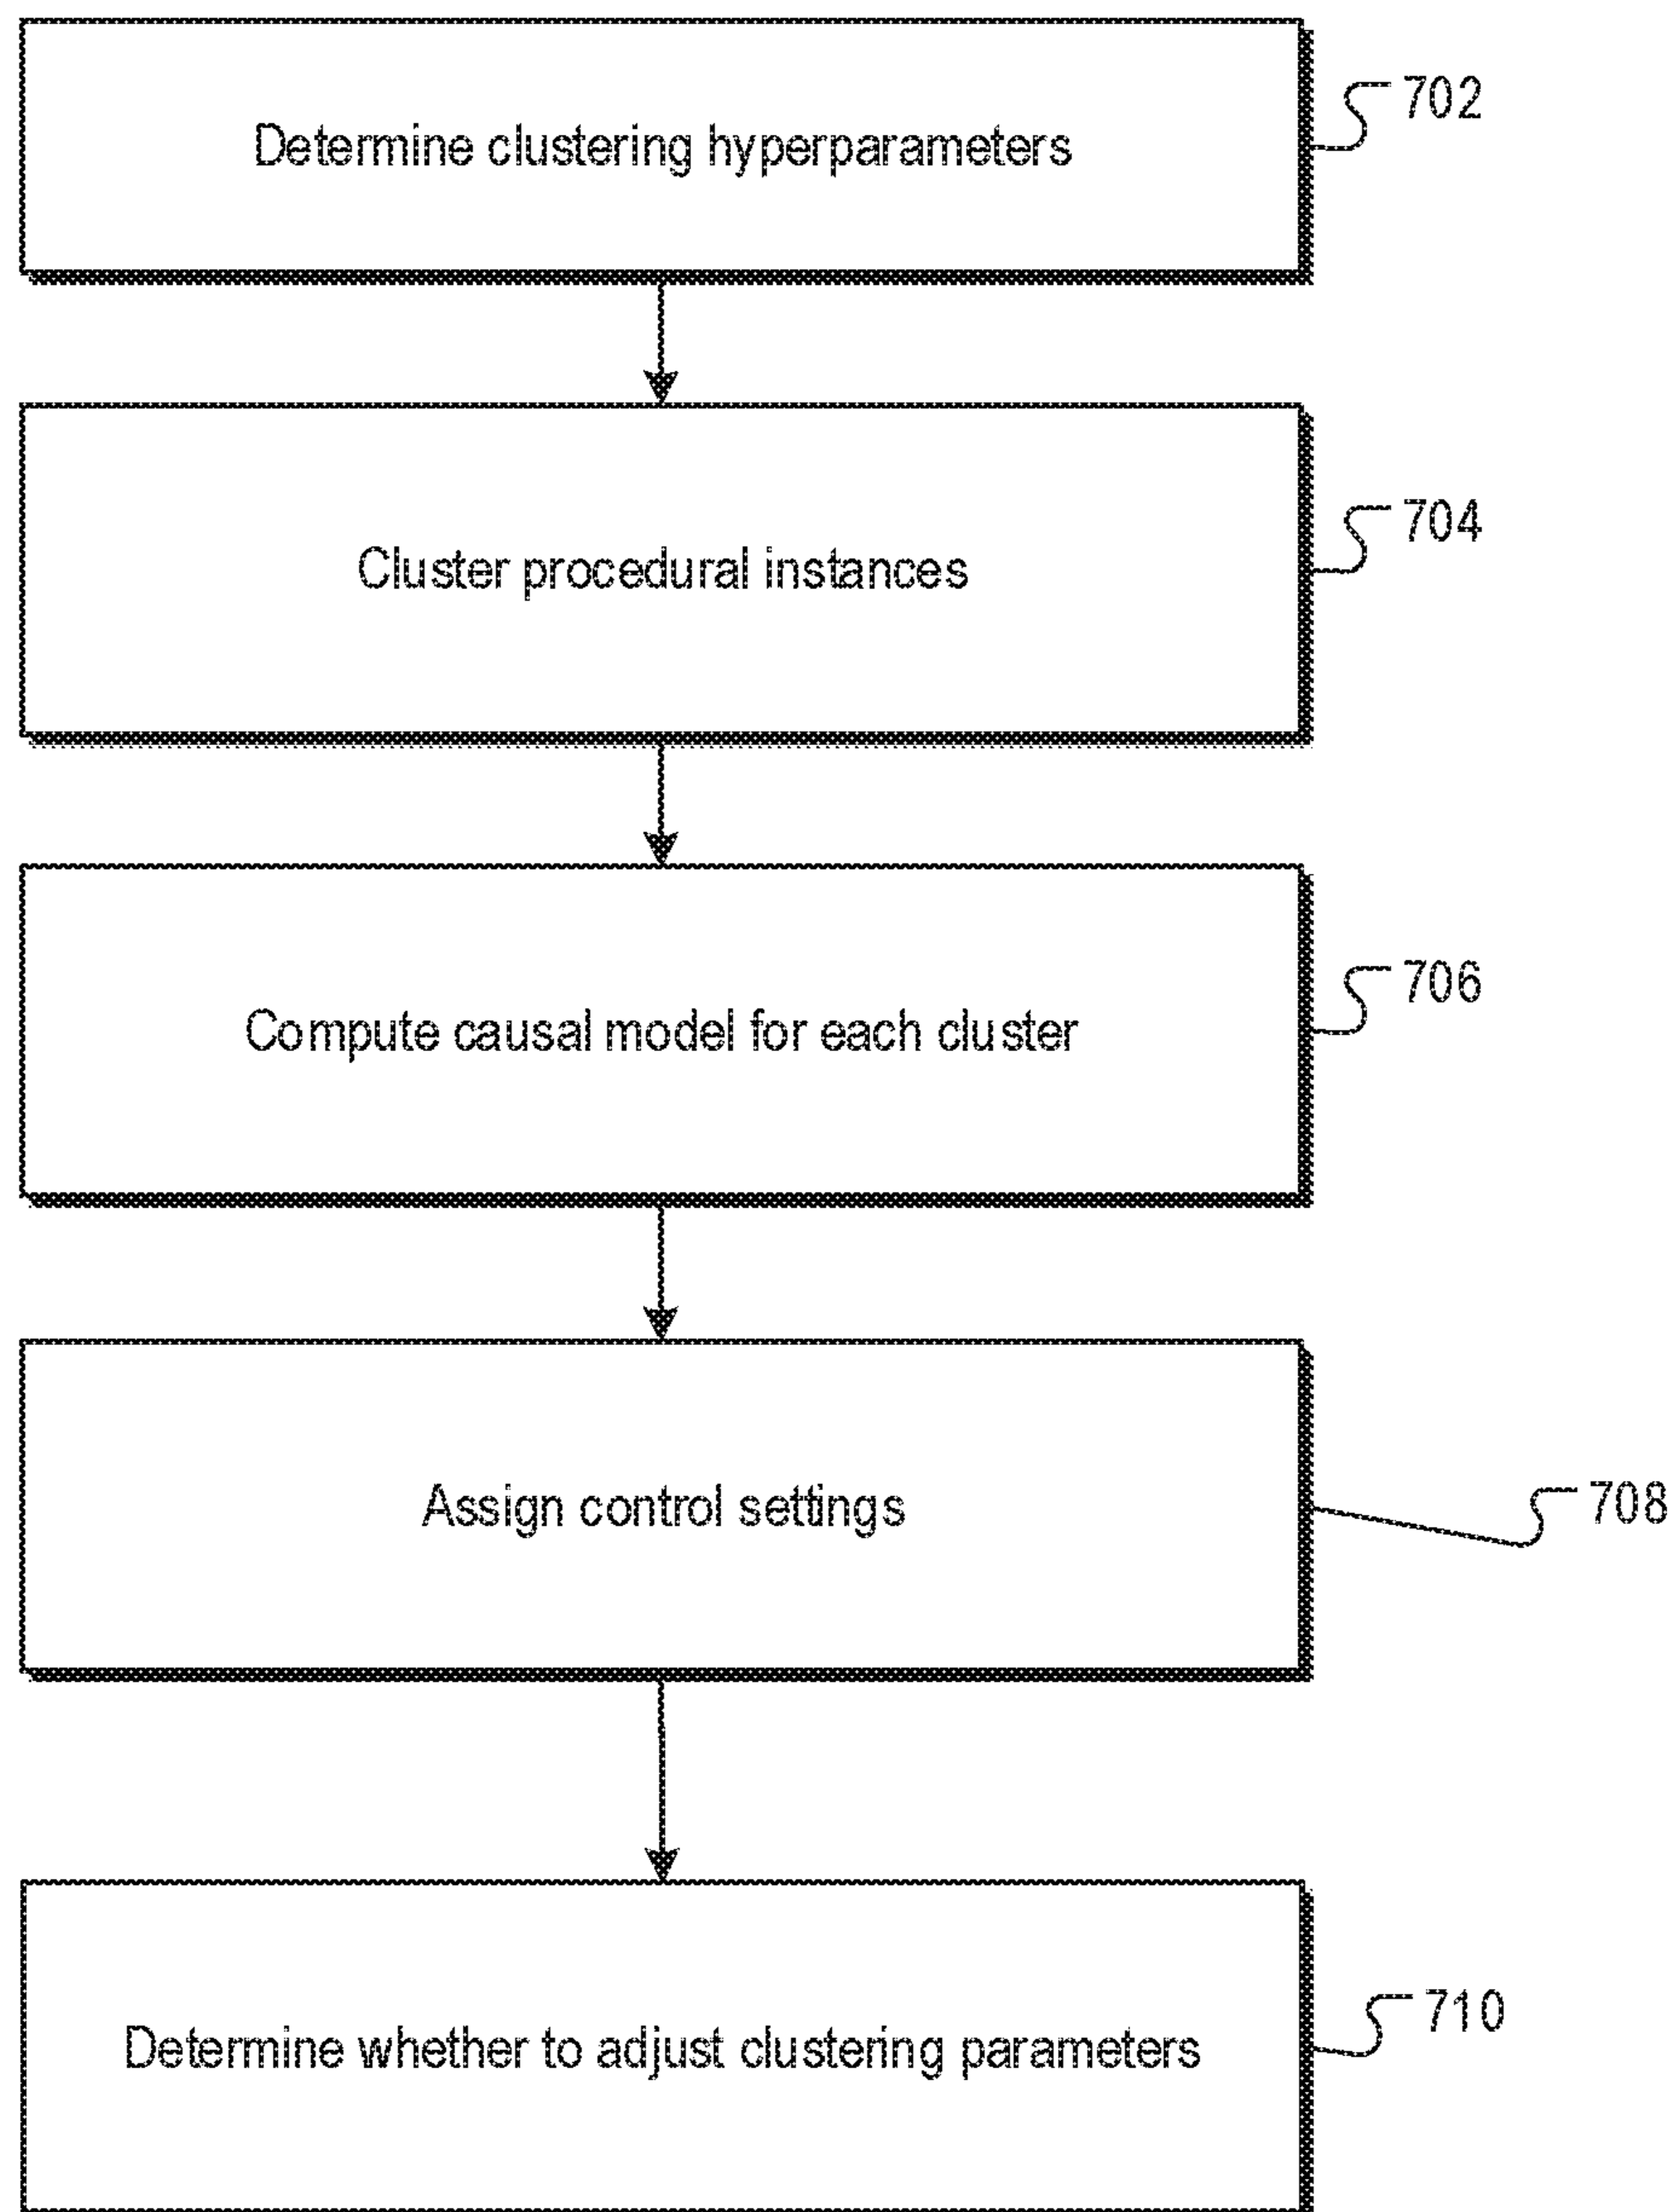 Determine clustering hyperparameters
702
Cluster procedural instances
704
Compute causal model for each cluster
706
Assign control settings
708
Determine whether to adjust clustering parameters
710